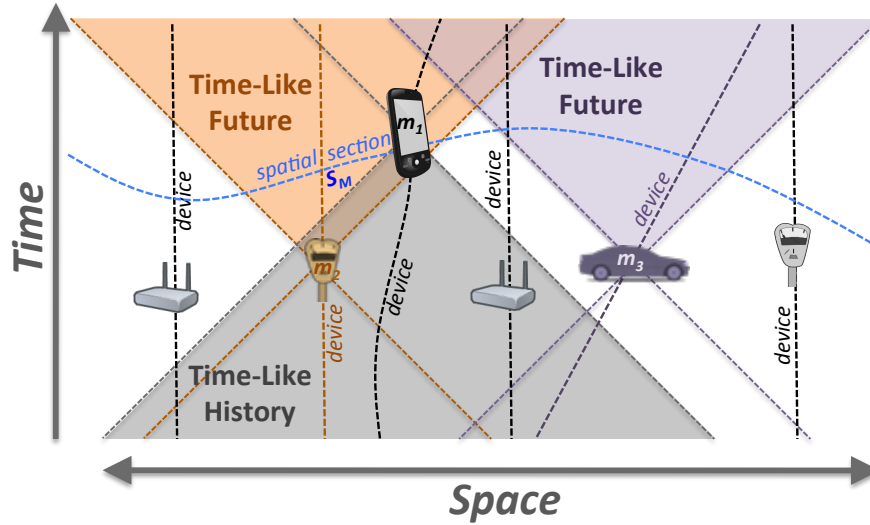 Time
Time-Like
Future
Time-Like
Future
m1
spatial section
SM
device
device
device
device
m2
m3
device
device
device
Time-Like
History
Space